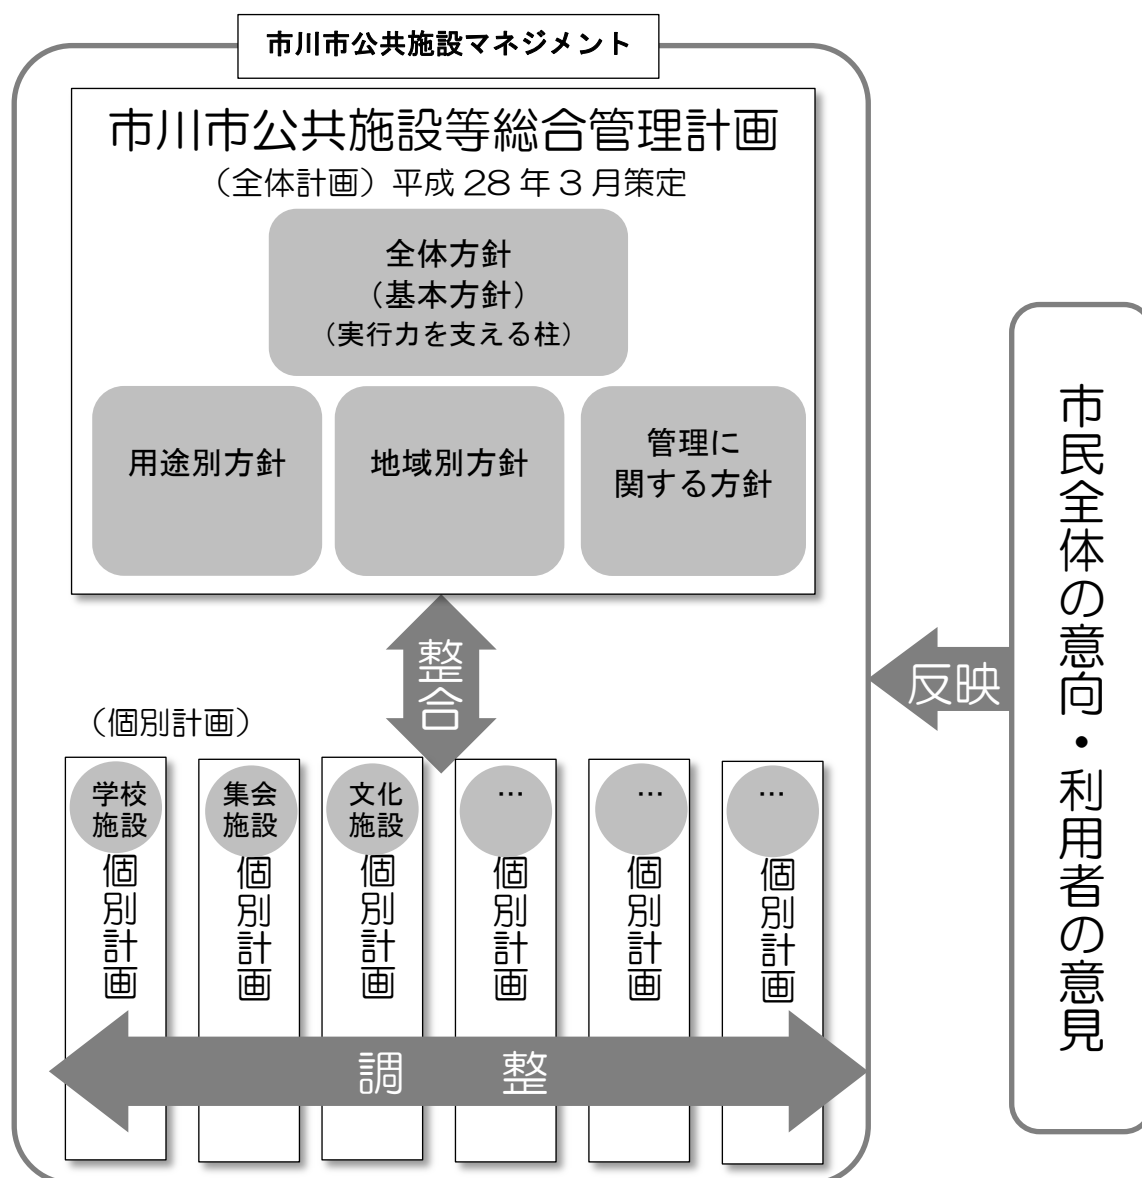 市川市公共施設マネジメント
市川市公共施設等総合管理計画
（全体計画）平成 28 年 3 月策定
全体方針
（基本方針）
（実行力を支える柱）
用途別方針
地域別方針
管理に
関する方針
整合
（個別計画）
学校
施設
個別計画
集会
施設
個別計画
文化
施設
個別計画
…
個別計画
…
個別計画
…
個別計画
調　整
反映
市民全体の意向・利用者の意見